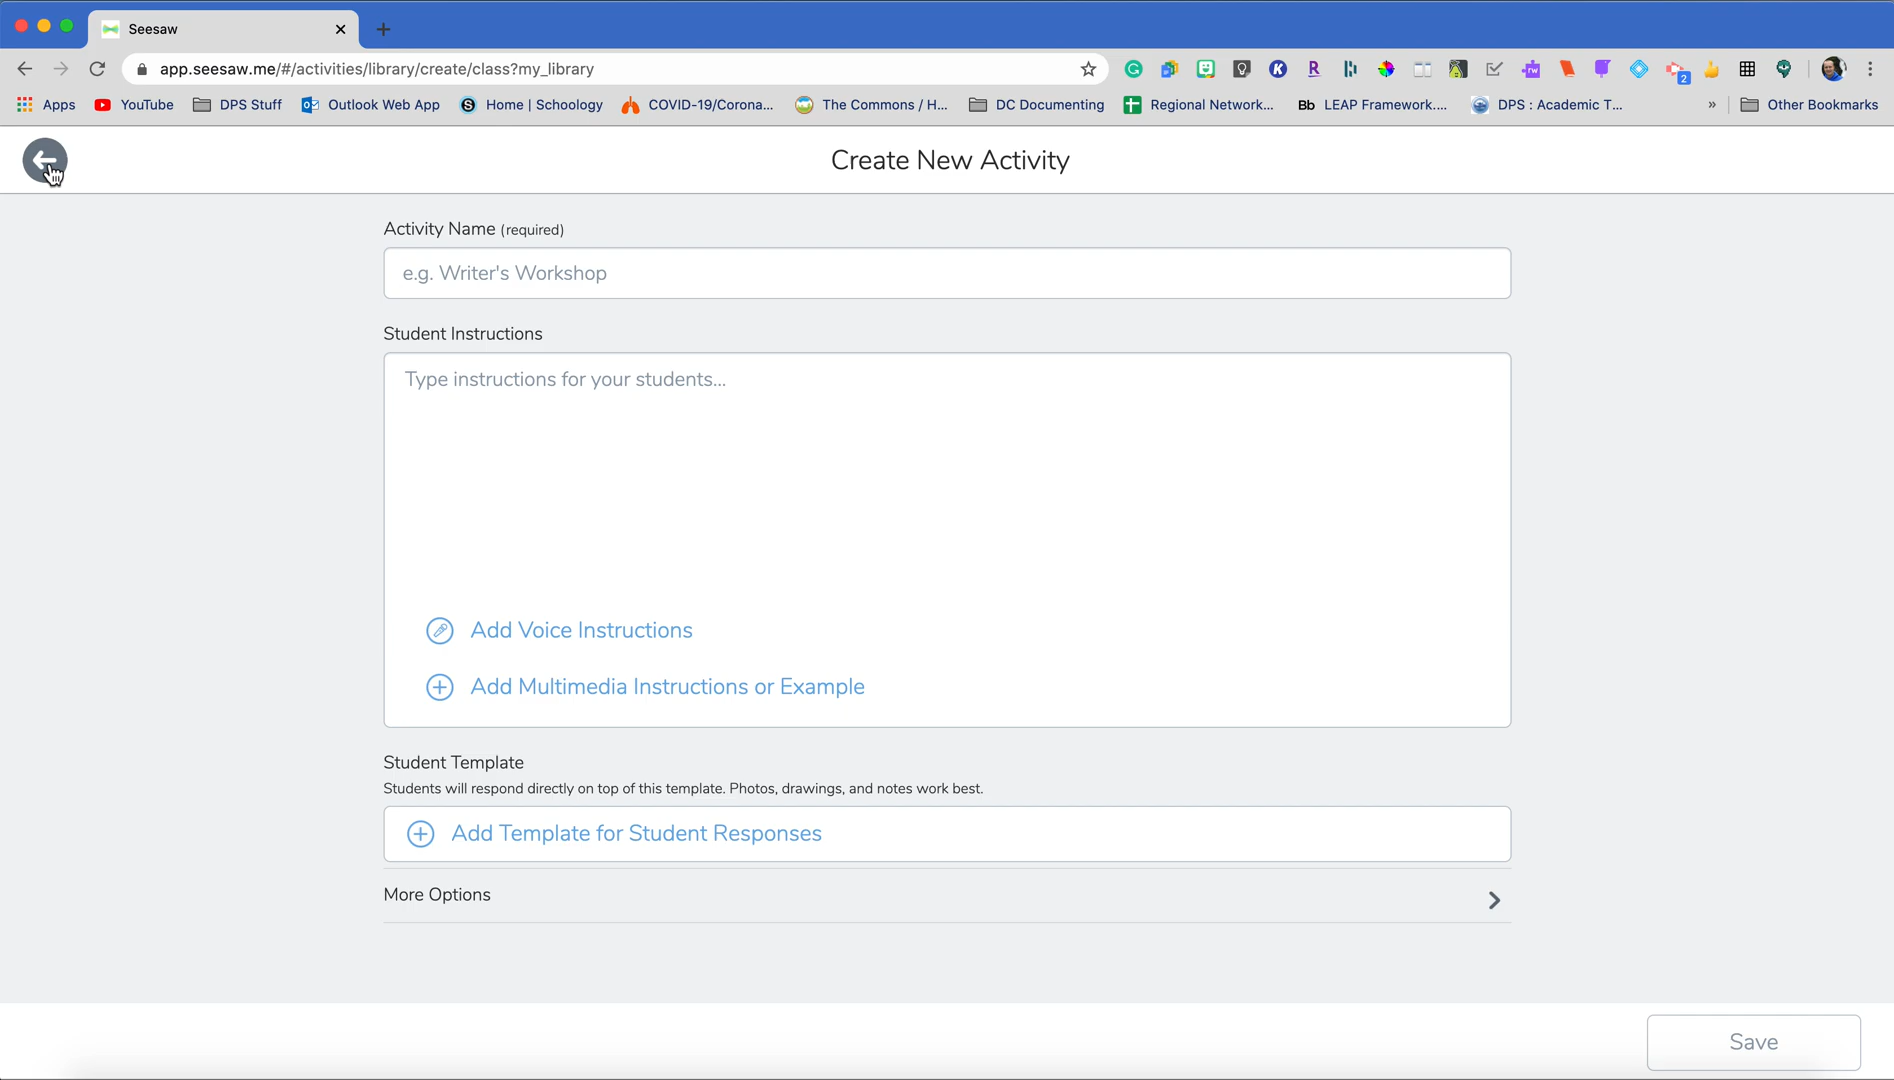 Seesaw
app.seesaw.me/#/activities/library/create/class?my_library
2
Apps YouTube DPS Stuff Outlook Web App Home | Schoology COVID-19/Corona... The Commons / H... DC Documenting Regional Network... Bb LEAP Framework.... DPS : Academic T... » Other Bookmarks
Create New Activity
Activity Name (required)
e.g. Writer's Workshop
Student Instructions
Type instructions for your students...
Add Voice Instructions
Add Multimedia Instructions or Example
Student Template
Students will respond directly on top of this template. Photos, drawings, and notes work best.
Add Template for Student Responses
More Options
Save